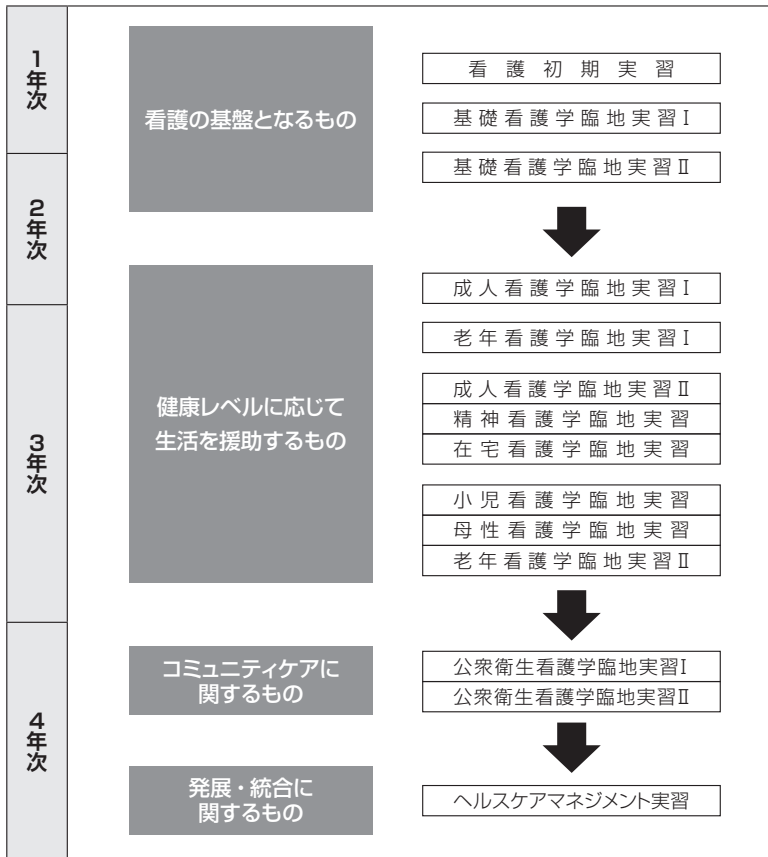 1年次
看護の基盤となるもの
看護初期実習
基礎看護学臨地実習Ⅰ
基礎看護学臨地実習Ⅱ
2年次
成人看護学臨地実習Ⅰ
3年次
健康レベルに応じて
生活を援助するもの
老年看護学臨地実習Ⅰ
成人看護学臨地実習Ⅱ
精神看護学臨地実習
在宅看護学臨地実習
小児看護学臨地実習
母性看護学臨地実習
老年看護学臨地実習Ⅱ
4年次
コミュニティケアに
関するもの
公衆衛生看護学臨地実習Ⅰ
公衆衛生看護学臨地実習Ⅱ
発展・統合に
関するもの
ヘルスケアマネジメント実習